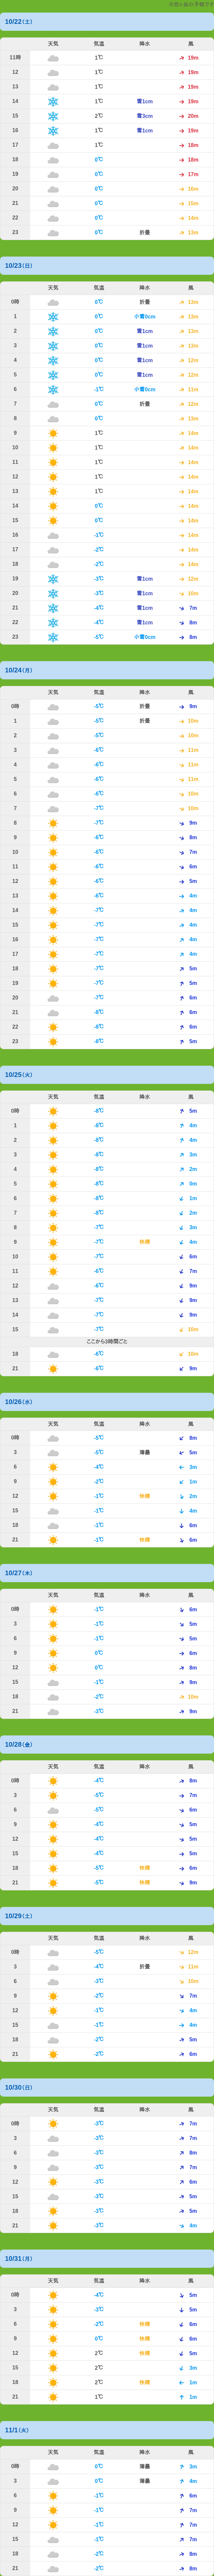 10/22(土)
天気 気温 降水 風
11時 1℃ 19m
12 1℃ 19m
13 1℃ 19m
14 1℃ 雪1cm 19m
15 2℃ 雪3cm 20m
16 1℃ 雪1cm 19m
17 1℃ 18m
18 0℃ 18m
19 0℃ 17m
20 0℃ 16m
21 0℃ 15m
22 0℃ 14m
23 0℃ 折曇 13m
10/23(日)
天気 気温 降水 風
0時 0℃ 折曇 13m
1 0℃ 小雪0cm 13m
2 0℃ 雪1cm 13m
3 0℃ 雪1cm 13m
4 0℃ 雪1cm 12m
5 0℃ 雪1cm 12m
6 -1℃ 小雪0cm 11m
7 0℃ 折曇 12m
8 0℃ 13m
9 1℃ 14m
10 1℃ 14m
11 1℃ 14m
12 1℃ 14m
13 1℃ 14m
14 0℃ 14m
15 0℃ 14m
16 -1℃ 14m
17 -2℃ 14m
18 -2℃ 14m
19 -3℃ 雪1cm 12m
20 -3℃ 雪1cm 10m
21 -4℃ 雪1cm 7m
22 -4℃ 雪1cm 8m
23 -5℃ 小雪0cm 8m
10/24(月)
天気 気温 降水 風
0時 -5℃ 折曇 9m
1 -5℃ 折曇 10m
2 -5℃ 10m
3 -6℃ 11m
4 -6℃ 11m
5 -6℃ 11m
6 -6℃ 10m
7 -7℃ 10m
8 -7℃ 9m
9 -6℃ 8m
10 -6℃ 7m
11 -6℃ 6m
12 -6℃ 5m
13 -6℃ 4m
14 -7℃ 4m
15 -7℃ 4m
16 -7℃ 4m
17 -7℃ 4m
18 -7℃ 5m
19 -7℃ 5m
20 -7℃ 6m
21 -8℃ 6m
22 -8℃ 6m
23 -8℃ 5m
10/25(火)
天気 気温 降水 風
0時 -8℃ 5m
1 -8℃ 4m
2 -8℃ 4m
3 -8℃ 3m
4 -8℃ 2m
5 -8℃ 0m
6 -8℃ 1m
7 -8℃ 2m
8 -7℃ 3m
9 -7℃ 快晴 4m
10 -7℃ 6m
11 -6℃ 7m
12 -6℃ 9m
13 -7℃ 9m
14 -7℃ 9m
15 -7℃ 10m
ここから3時間ごと
18 -6℃ 10m
21 -6℃ 9m
10/26(水)
天気 気温 降水 風
0時 -5℃ 8m
3 -5℃ 薄曇 5m
6 -4℃ 3m
9 -2℃ 1m
12 -1℃ 快晴 2m
15 -1℃ 4m
18 -1℃ 6m
21 -1℃ 快晴 6m
10/27(木)
天気 気温 降水 風
0時 -1℃ 6m
3 -1℃ 5m
6 -1℃ 5m
9 0℃ 6m
12 0℃ 8m
15 -1℃ 9m
18 -2℃ 10m
21 -3℃ 9m
10/28(金)
天気 気温 降水 風
0時 -4℃ 8m
3 -5℃ 7m
6 -5℃ 6m
9 -4℃ 5m
12 -4℃ 5m
15 -4℃ 5m
18 -5℃ 快晴 6m
21 -5℃ 快晴 9m
10/29(土)
天気 気温 降水 風
0時 -5℃ 12m
3 -4℃ 折曇 11m
6 -3℃ 10m
9 -2℃ 7m
12 -1℃ 4m
15 -1℃ 4m
18 -2℃ 5m
21 -2℃ 6m
10/30(日)
天気 気温 降水 風
0時 -3℃ 7m
3 -3℃ 7m
6 -3℃ 8m
9 -3℃ 7m
12 -3℃ 6m
15 -3℃ 5m
18 -3℃ 5m
21 -3℃ 4m
10/31(月)
天気 気温 降水 風
0時 -4℃ 5m
3 -3℃ 5m
6 -2℃ 快晴 6m
9 0℃ 快晴 6m
12 2℃ 快晴 5m
15 2℃ 3m
18 2℃ 快晴 1m
21 1℃ 1m
11/1(火)
天気 気温 降水 風
0時 0℃ 薄曇 3m
3 0℃ 薄曇 4m
6 -1℃ 6m
9 -1℃ 7m
12 -1℃ 7m
15 -1℃ 7m
18 -2℃ 8m
21 -2℃ 8m